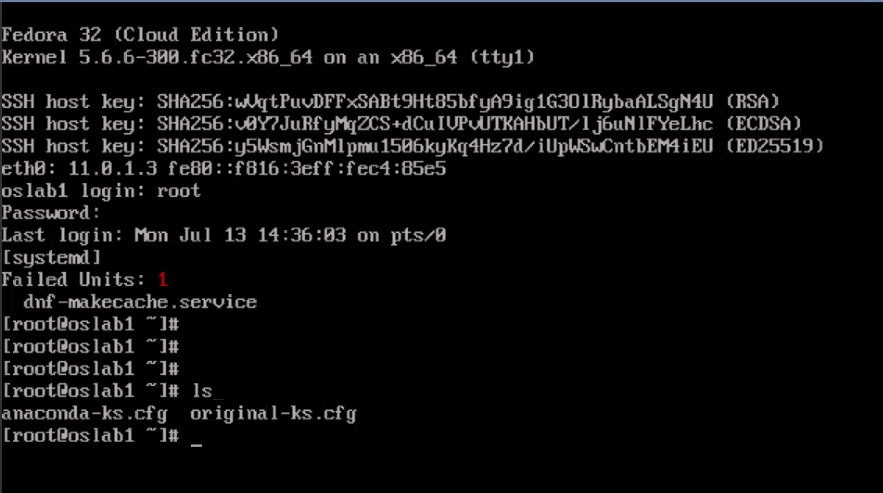 Fedora 32 (Cloud Edition)
Kernel 5.6.6-300.fc32.x86_64 on an x86_64 (tty1)
SSH host key: SHA256:wVqtPuvDFFxSABt9Ht85bfyA9ig1G3OlRybaALSgN4U (RSA)
SSH host key: SHA256:v0Y7JuRfyMqZCS+dCuIVPvUTKAHbUT/lj6uNlFYeLhc (ECDSA)
SSH host key: SHA256:y5WsmjGnMlpmu1506kyKq4Hz7d/iUpWSwCntbEM4iEU (ED25519)
eth0: 11.0.1.3 fe80::f816:3eff:fec4:85e5
oslab1 login: root
Password:
Last login: Mon Jul 13 14:36:03 on pts/0
[systemd]
Failed Units: 1
  dnf-makecache.service
[root@oslab1 ~]#
[root@oslab1 ~]#
[root@oslab1 ~]#
[root@oslab1 ~]# ls
anaconda-ks.cfg  original-ks.cfg
[root@oslab1 ~]# _